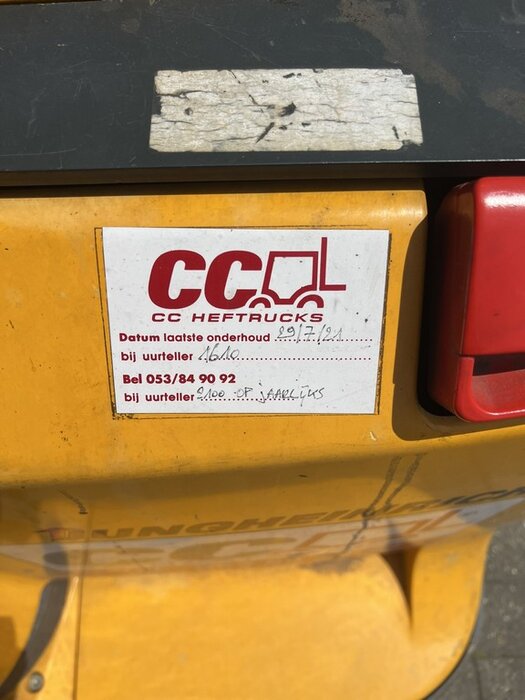 CC
CC HEFTRUCKS
Datum laatste onderhoud 29/7/21
bij uurteller 1610
Bel 053/84 90 92
bij uurteller 2100 OF JAARLIJKS
JUNGHEINRICH